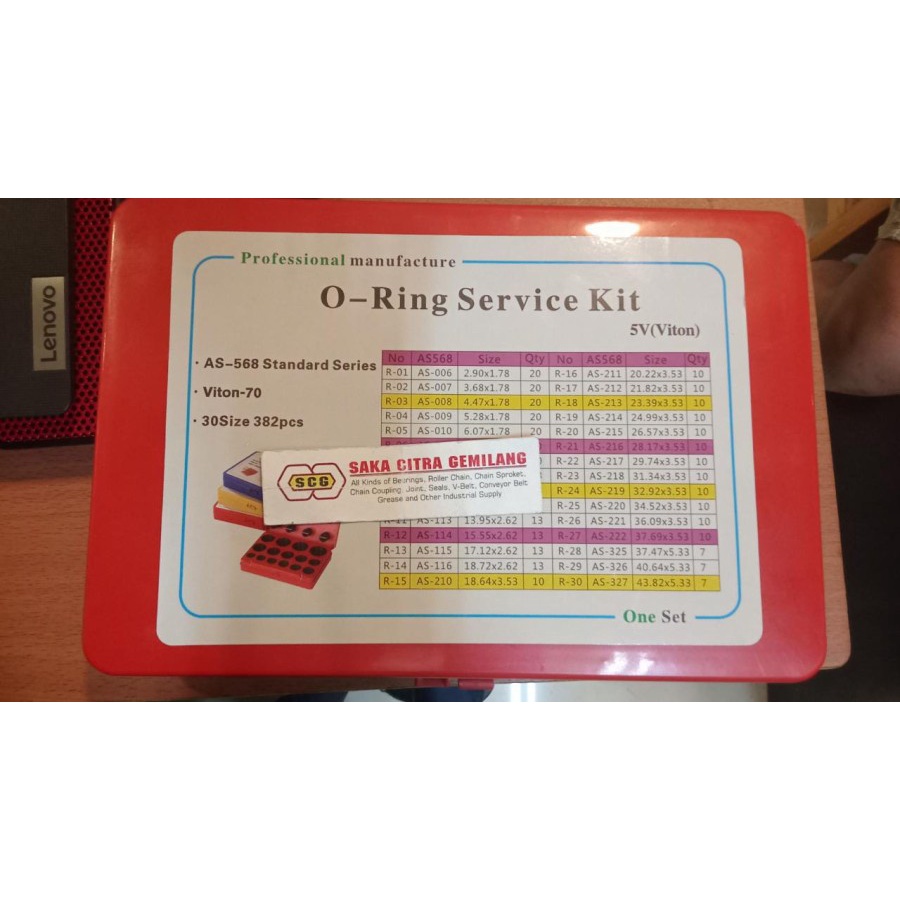 Lenovo
Professional manufacture
O-Ring Service Kit
5V(Viton)
· AS-568 Standard Series
· Viton-70
· 30Size 382pcs
No AS568 Size Qty No AS568 Size Qty
R-01 AS-006 2.90x1.78 20 R-16 AS-211 20.22x3.53 10
R-02 AS-007 3.68x1.78 20 R-17 AS-212 21.82x3.53 10
R-03 AS-008 4.47x1.78 20 R-18 AS-213 23.39x3.53 10
R-04 AS-009 5.28x1.78 20 R-19 AS-214 24.99x3.53 10
R-05 AS-010 6.07x1.78 20 R-20 AS-215 26.57x3.53 10
R-21 AS-216 28.17x3.53 10
R-22 AS-217 29.74x3.53 10
R-23 AS-218 31.34x3.53 10
R-24 AS-219 32.92x3.53 10
R-25 AS-220 34.52x3.53 10
R-11 AS-113 13.95x2.62 13 R-26 AS-221 36.09x3.53 10
R-12 AS-114 15.55x2.62 13 R-27 AS-222 37.69x3.53 10
R-13 AS-115 17.12x2.62 13 R-28 AS-325 37.47x5.33 7
R-14 AS-116 18.72x2.62 13 R-29 AS-326 40.64x5.33 7
R-15 AS-210 18.64x3.53 10 R-30 AS-327 43.82x5.33 7
SCG
SAKA CITRA GEMILANG
All Kinds of Bearings, Roller Chain, Chain Sproket,
Chain Coupling, Joint, Seals, V-Belt, Conveyor Belt
Grease and Other Industrial Supply
One Set